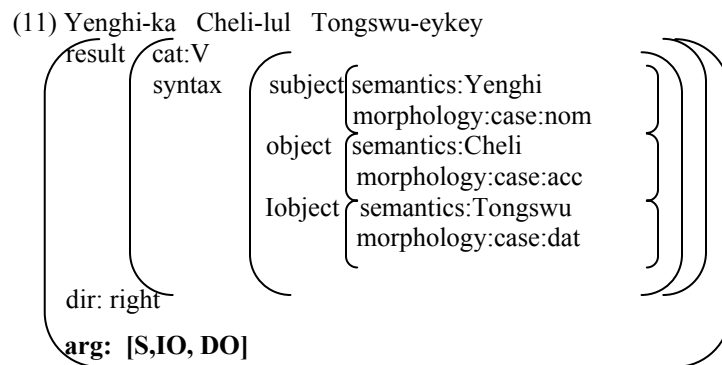 (11) Yenghi-ka Cheli-lul Tongswu-eykey
result cat:V
syntax subject semantics:Yenghi
morphology:case:nom
object semantics:Cheli
morphology:case:acc
Iobject semantics:Tongswu
morphology:case:dat
dir: right
arg: [S,IO, DO]